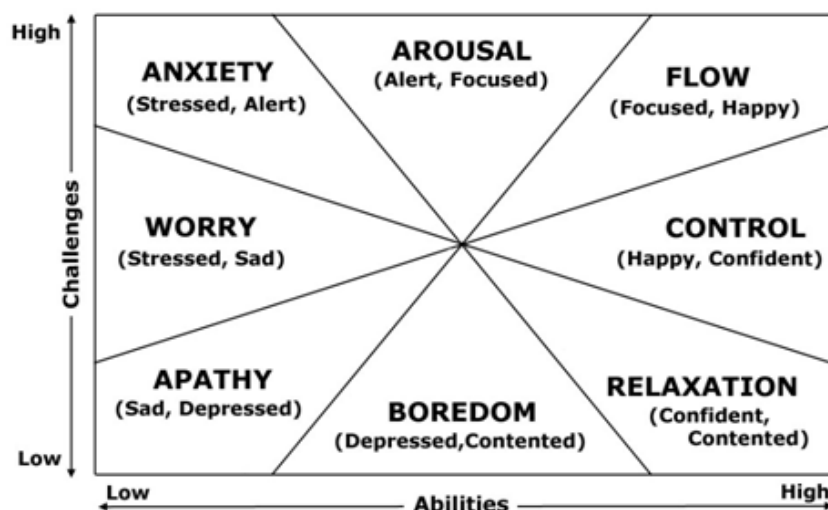 High
ANXIETY
(Stressed, Alert)
AROUSAL
(Alert, Focused)
FLOW
(Focused, Happy)
Challenges
WORRY
(Stressed, Sad)
CONTROL
(Happy, Confident)
APATHY
(Sad, Depressed)
BOREDOM
(Depressed,Contented)
RELAXATION
(Confident,
Contented)
Low
Low
Abilities
High